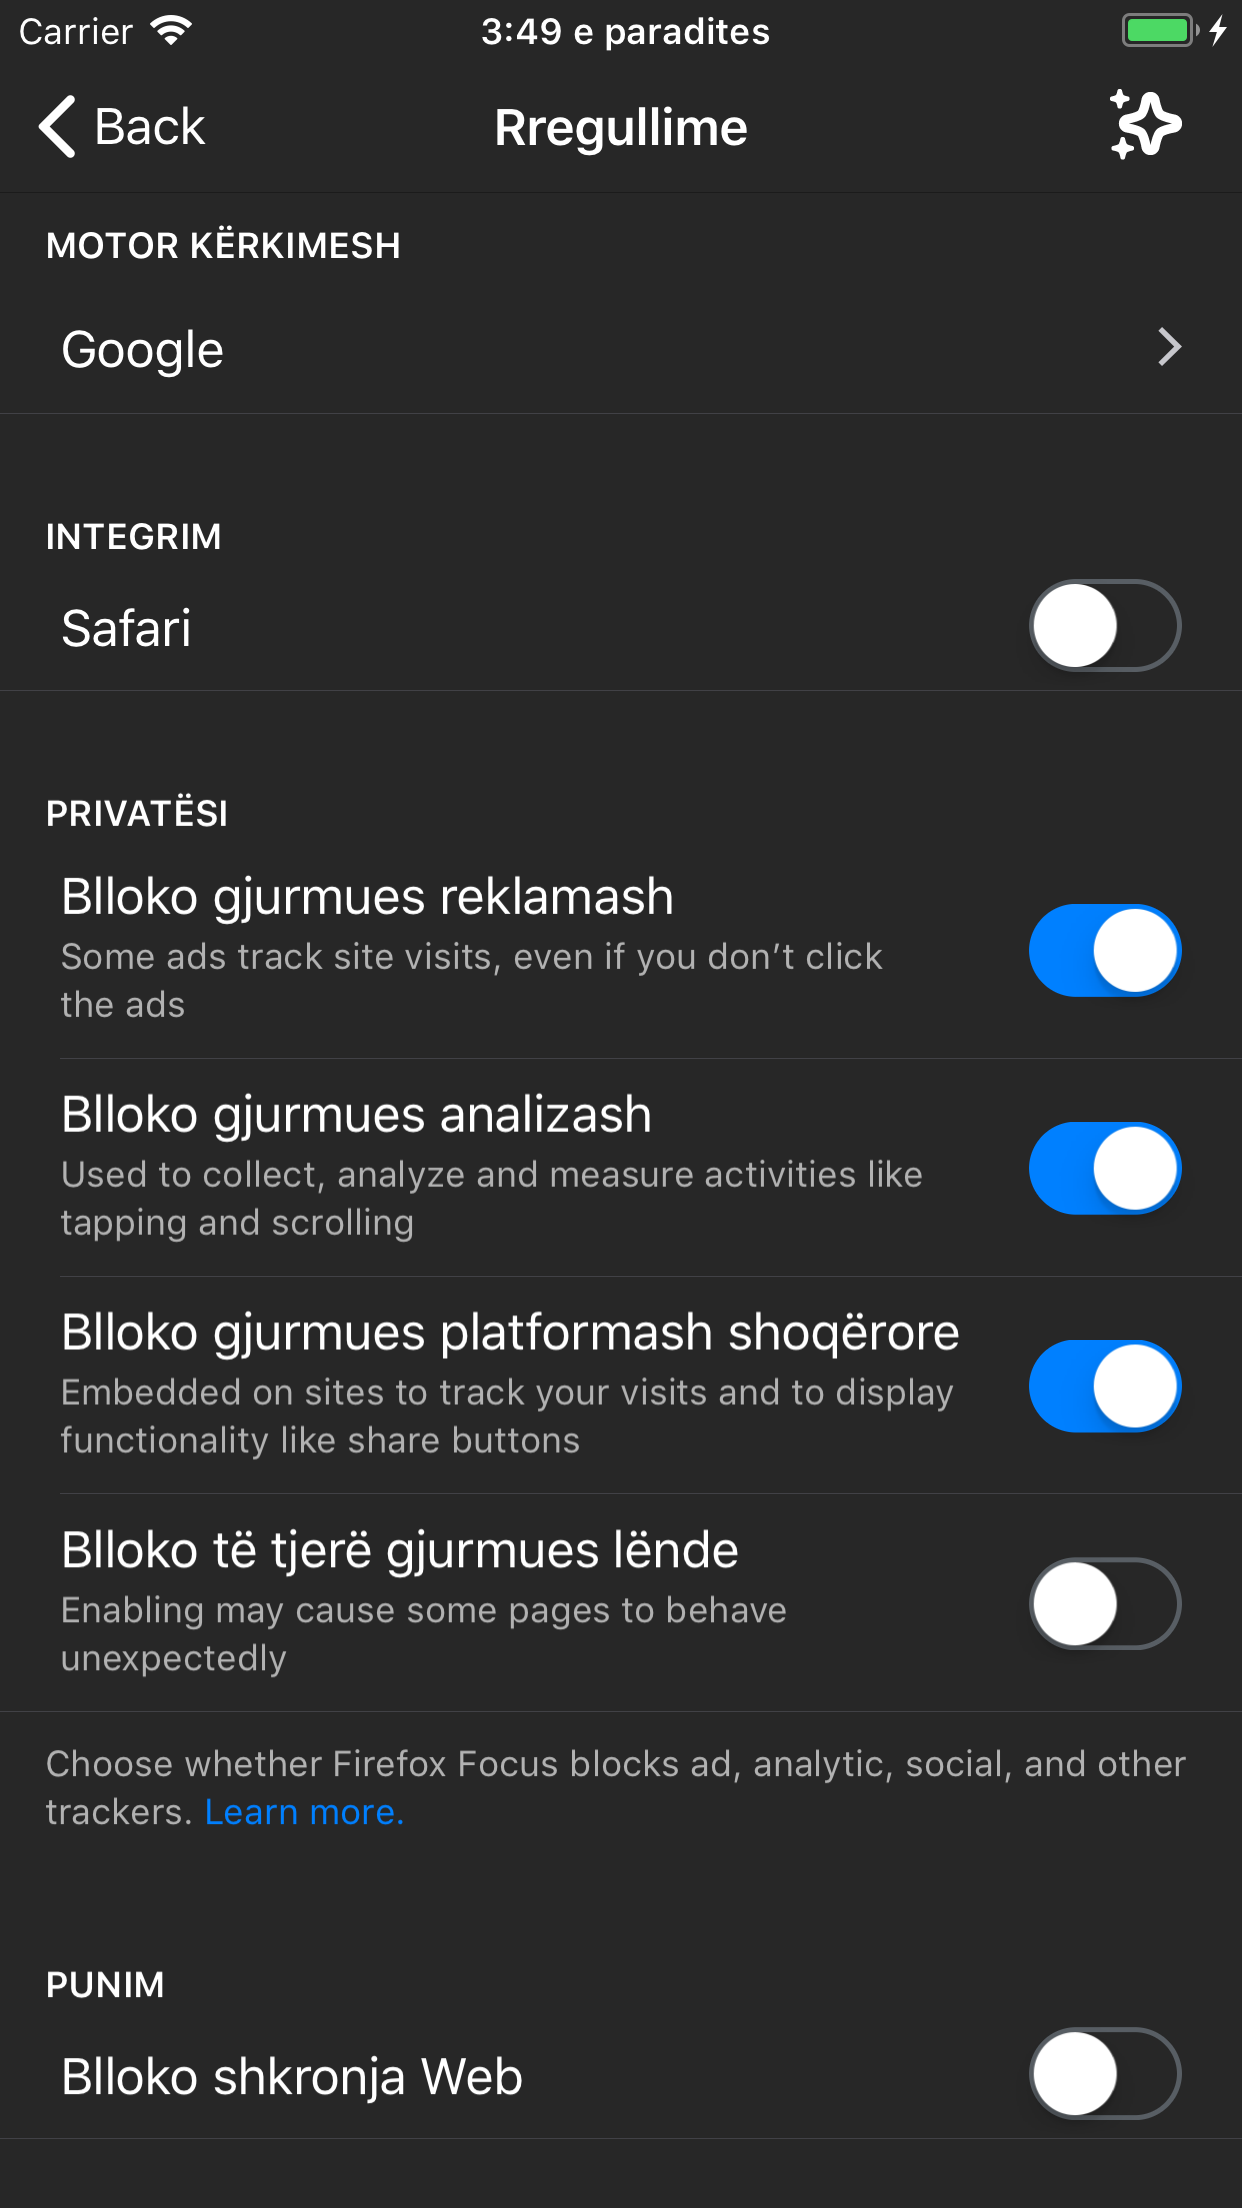 Carrier
3:49 e paradites
Back
Rregullime
MOTOR KËRKIMESH
Google
INTEGRIM
Safari
PRIVATËSI
Blloko gjurmues reklamash
Some ads track site visits, even if you don’t click
the ads
Blloko gjurmues analizash
Used to collect, analyze and measure activities like
tapping and scrolling
Blloko gjurmues platformash shoqërore
Embedded on sites to track your visits and to display
functionality like share buttons
Blloko të tjerë gjurmues lënde
Enabling may cause some pages to behave
unexpectedly
Choose whether Firefox Focus blocks ad, analytic, social, and other
trackers. Learn more.
PUNIM
Blloko shkronja Web